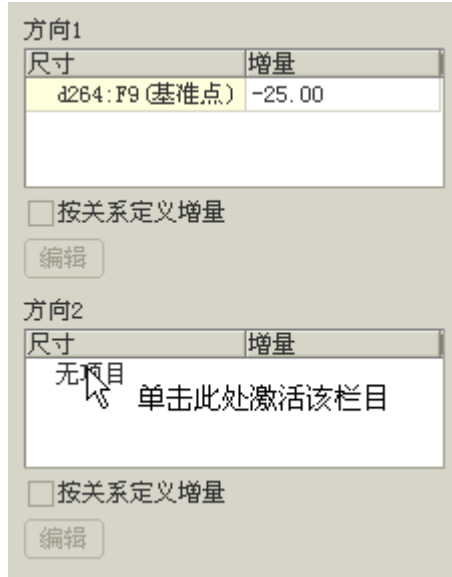 方向1
尺寸 增量
d264:F9(基准点) -25.00
按关系定义增量
编辑
方向2
尺寸 增量
无项目
单击此处激活该栏目
按关系定义增量
编辑